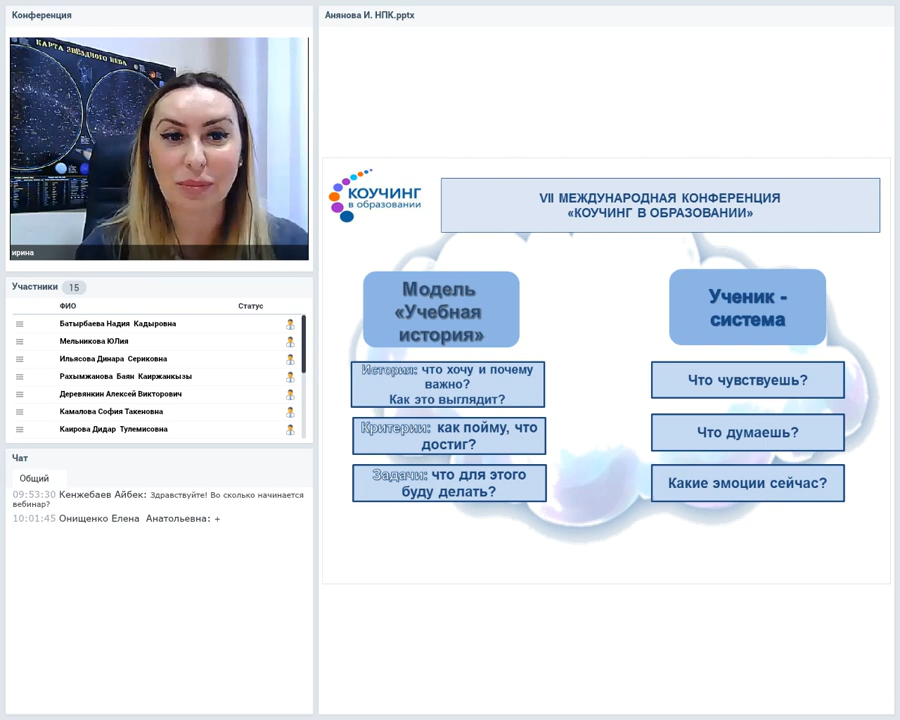 Конференция
КАРТА ЗВЁЗДНОГО НЕБА
ирина
Участники 15
ФИО Статус
Батырбаева Надия Кадыровна
Мельникова ЮЛия
Ильясова Динара Сериковна
Рахымжанова Баян Каиржанкызы
Деревянкин Алексей Викторович
Камалова София Такеновна
Каирова Дидар Тулемисовна
Чат
Общий
09:53:30 Кенжебаев Айбек: Здравствуйте! Во сколько начинается
вебинар?
10:01:45 Онищенко Елена Анатольевна: +
Анянова И. НПК.pptx
КОУЧИНГ
в образовании
VII МЕЖДУНАРОДНАЯ КОНФЕРЕНЦИЯ
«КОУЧИНГ В ОБРАЗОВАНИИ»
Модель
«Учебная
история»
История: что хочу и почему
важно?
Как это выглядит?
Критерии: как пойму, что
достиг?
Задачи: что для этого
буду делать?
Ученик -
система
Что чувствуешь?
Что думаешь?
Какие эмоции сейчас?